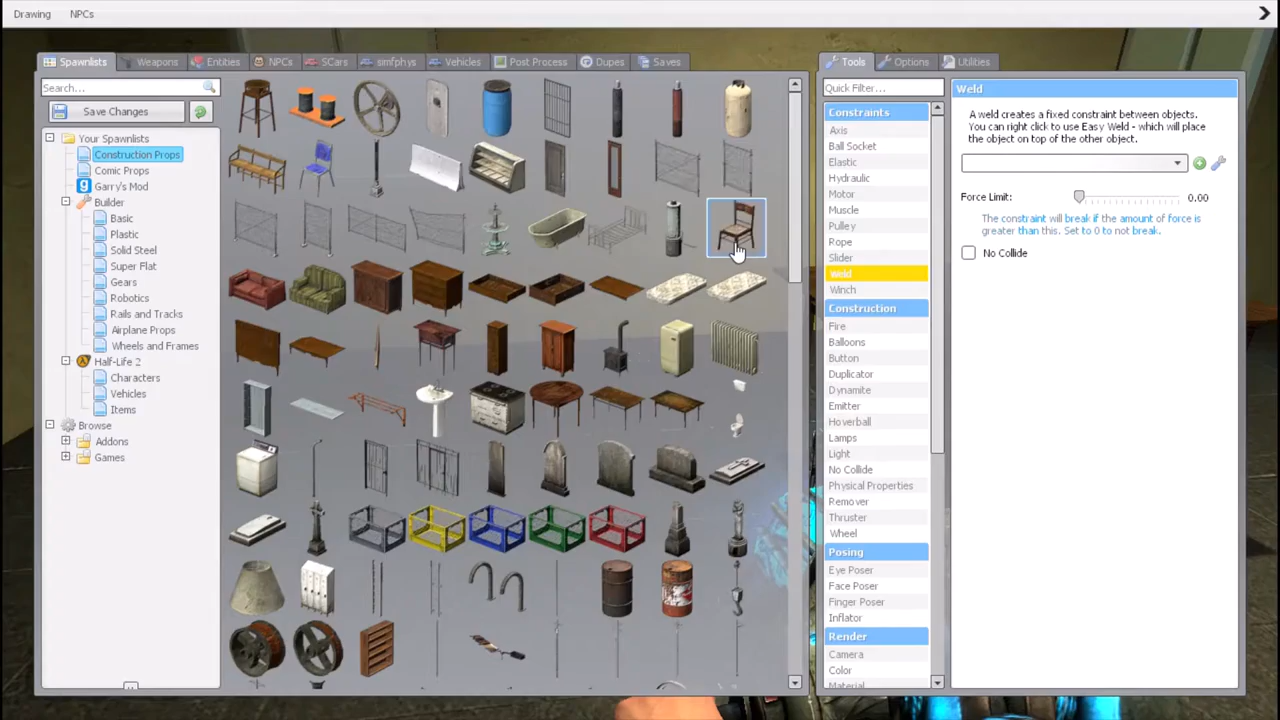 Drawing NPCs
Spawnlists Weapons Entities NPCs SCars simfphys Vehicles Post Process Dupes Saves
Search...
Save Changes
Your Spawnlists
Construction Props
Comic Props
Garry's Mod
Builder
Basic
Plastic
Solid Steel
Super Flat
Gears
Robotics
Rails and Tracks
Airplane Props
Wheels and Frames
Half-Life 2
Characters
Vehicles
Items
Browse
Addons
Games
Tools Options Utilities
Quick Filter...
Constraints
Axis
Ball Socket
Elastic
Hydraulic
Motor
Muscle
Pulley
Rope
Slider
Weld
Winch
Construction
Fire
Balloons
Button
Duplicator
Dynamite
Emitter
Hoverball
Lamps
Light
No Collide
Physical Properties
Remover
Thruster
Wheel
Posing
Eye Poser
Face Poser
Finger Poser
Inflator
Render
Camera
Color
Material
Weld
A weld creates a fixed constraint between objects.
You can right click to use Easy Weld - which will place
the object on top of the other object.
Force Limit: 0.00
The constraint will break if the amount of force is
greater than this. Set to 0 to not break.
No Collide